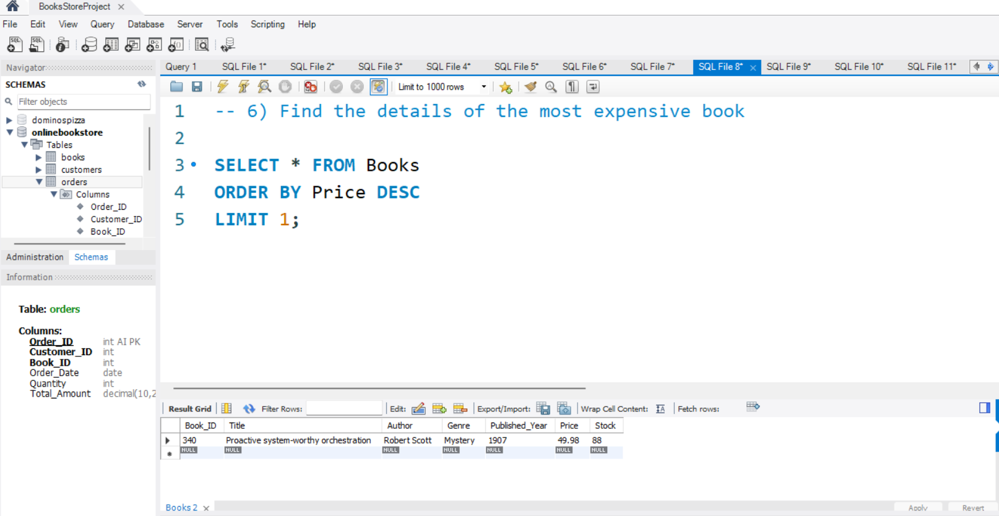 BooksStoreProject
File Edit View Query Database Server Tools Scripting Help
Navigator
SCHEMAS
Filter objects
dominospizza
onlinebookstore
Tables
books
customers
orders
Columns
Order_ID
Customer_ID
Book_ID
Administration Schemas
Information
Table: orders
Columns:
Order_ID int AI PK
Customer_ID int
Book_ID int
Order_Date date
Quantity int
Total_Amount decimal(10,2
Query 1 SQL File 1* SQL File 2* SQL File 3* SQL File 4* SQL File 5* SQL File 6* SQL File 7* SQL File 8* SQL File 9* SQL File 10* SQL File 11*
Limit to 1000 rows
1 -- 6) Find the details of the most expensive book
2
3 SELECT * FROM Books
4 ORDER BY Price DESC
5 LIMIT 1;
Result Grid Filter Rows: Edit: Export/Import: Wrap Cell Content: Fetch rows:
Book_ID Title Author Genre Published_Year Price Stock
340 Proactive system-worthy orchestration Robert Scott Mystery 1907 49.98 88
NULL NULL NULL NULL NULL NULL NULL
Books 2 Apply Revert